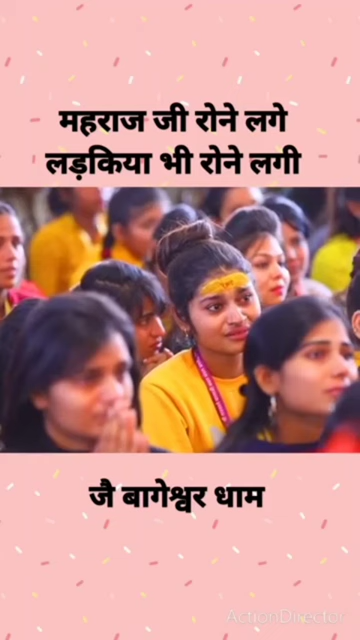 महराज जी रोने लगे
लड़किया भी रोने लगी
जै बागेश्वर धाम
ActionDirector